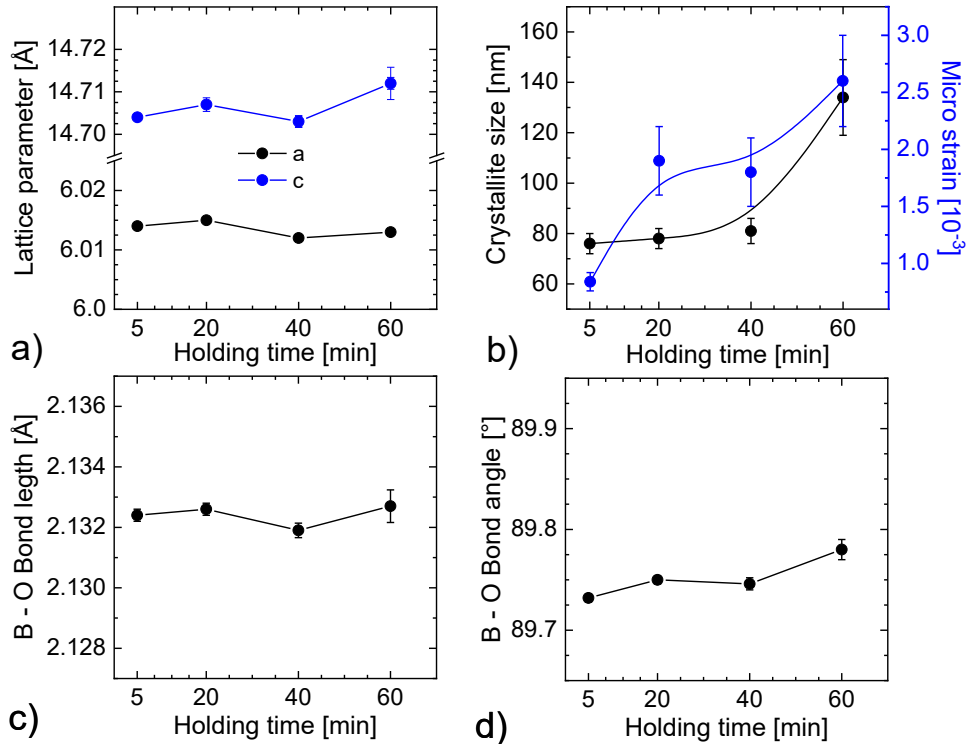 Lattice parameter [Å]
14.72
14.71
14.70
6.02
6.01
6.0
a
c
5 20 40 60
Holding time [min]
a)
Crystallite size [nm]
160
140
120
100
80
60
Micro strain [10⁻³]
3.0
2.5
2.0
1.5
1.0
5 20 40 60
Holding time [min]
b)
B - O Bond legth [Å]
2.136
2.134
2.132
2.130
2.128
5 20 40 60
Holding time [min]
c)
B - O Bond angle [°]
89.9
89.8
89.7
5 20 40 60
Holding time [min]
d)